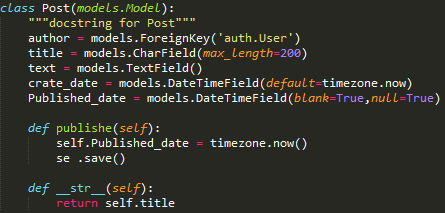 class Post(models.Model):
    """docstring for Post"""
    author = models.ForeignKey('auth.User')
    title = models.CharField(max_length=200)
    text = models.TextField()
    crate_date = models.DateTimeField(default=timezone.now)
    Published_date = models.DateTimeField(blank=True,null=True)
    def publishe(self):
        self.Published_date = timezone.now()
        se .save()
    def __str__(self):
        return self.title